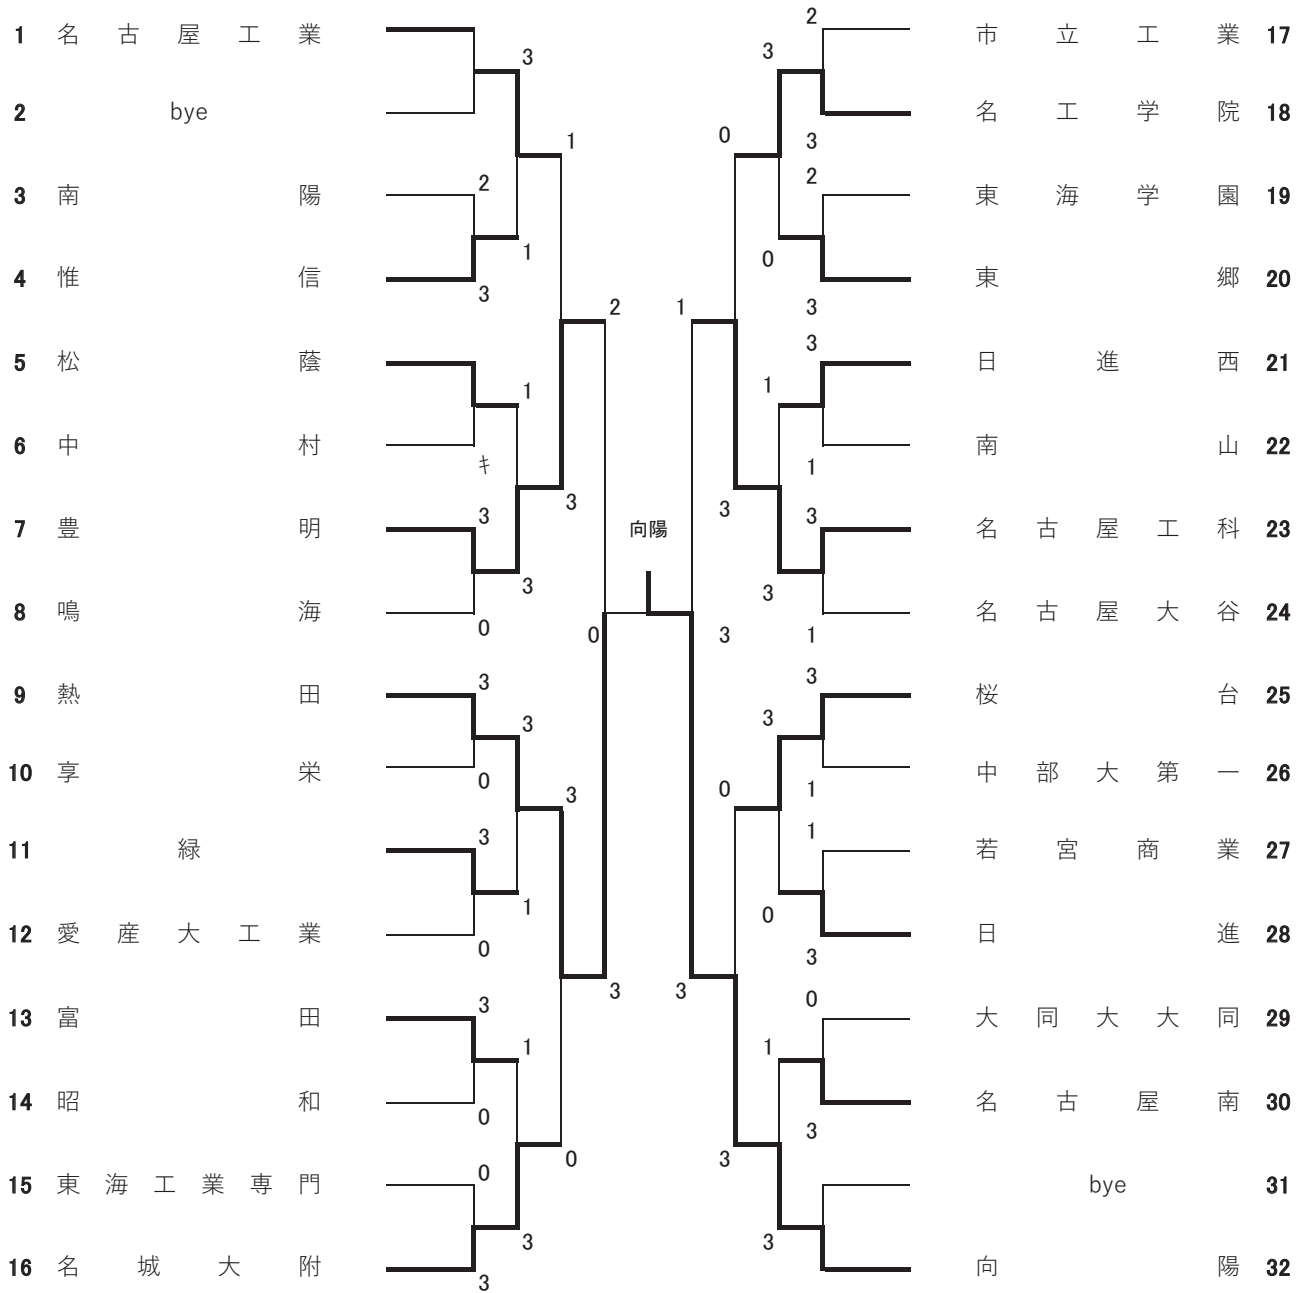 1 名古屋工業
2 bye
3 南陽
4 惟信
5 松蔭
6 中村
7 豊明
8 鳴海
9 熱田
10 享栄
11 緑
12 愛産大工業
13 富田
14 昭和
15 東海工業専門
16 名城大附
3
2
3
1
1
1
キ
3
0
3
3
2
3
0
3
0
3
1
3
3
0
0
3
1
0
3
0
3
3
向陽
0
3
1
3
2
3
3
2
3
0
0
3
1
1
3
1
3
3
3
1
3
1
1
3
0
0
0
3
1
3
3
3
市立工業 17
名工学院 18
東海学園 19
東郷 20
日進西 21
南山 22
名古屋工科 23
名古屋大谷 24
桜台 25
中部大第一 26
若宮商業 27
日進 28
大同大大同 29
名古屋南 30
bye 31
向陽 32